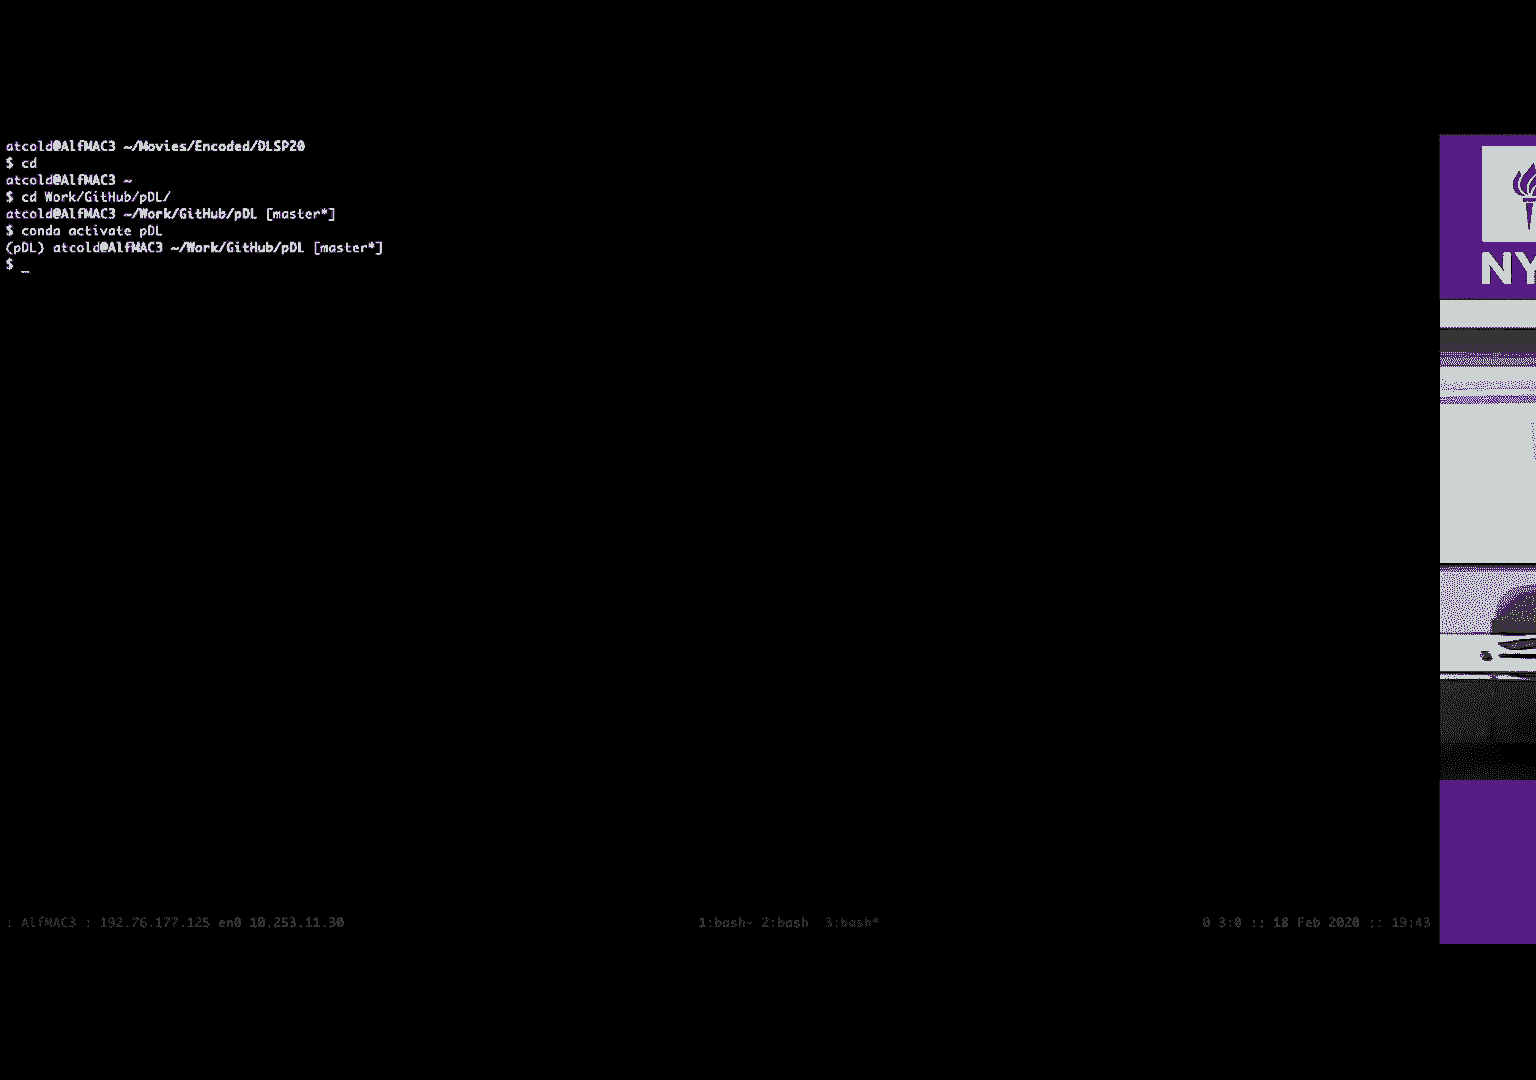 atcold@AlfMAC3 ~/Movies/Encoded/DLSP20
$ cd
atcold@AlfMAC3 ~
$ cd Work/GitHub/pDL/
atcold@AlfMAC3 ~/Work/GitHub/pDL [master*]
$ conda activate pDL
(pDL) atcold@AlfMAC3 ~/Work/GitHub/pDL [master*]
$ _
: AlfMAC3 : 192.76.177.125 en0 10.253.11.30 1:bash- 2:bash 3:bash* 0 3:0 :: 18 Feb 2020 :: 19:43
NY